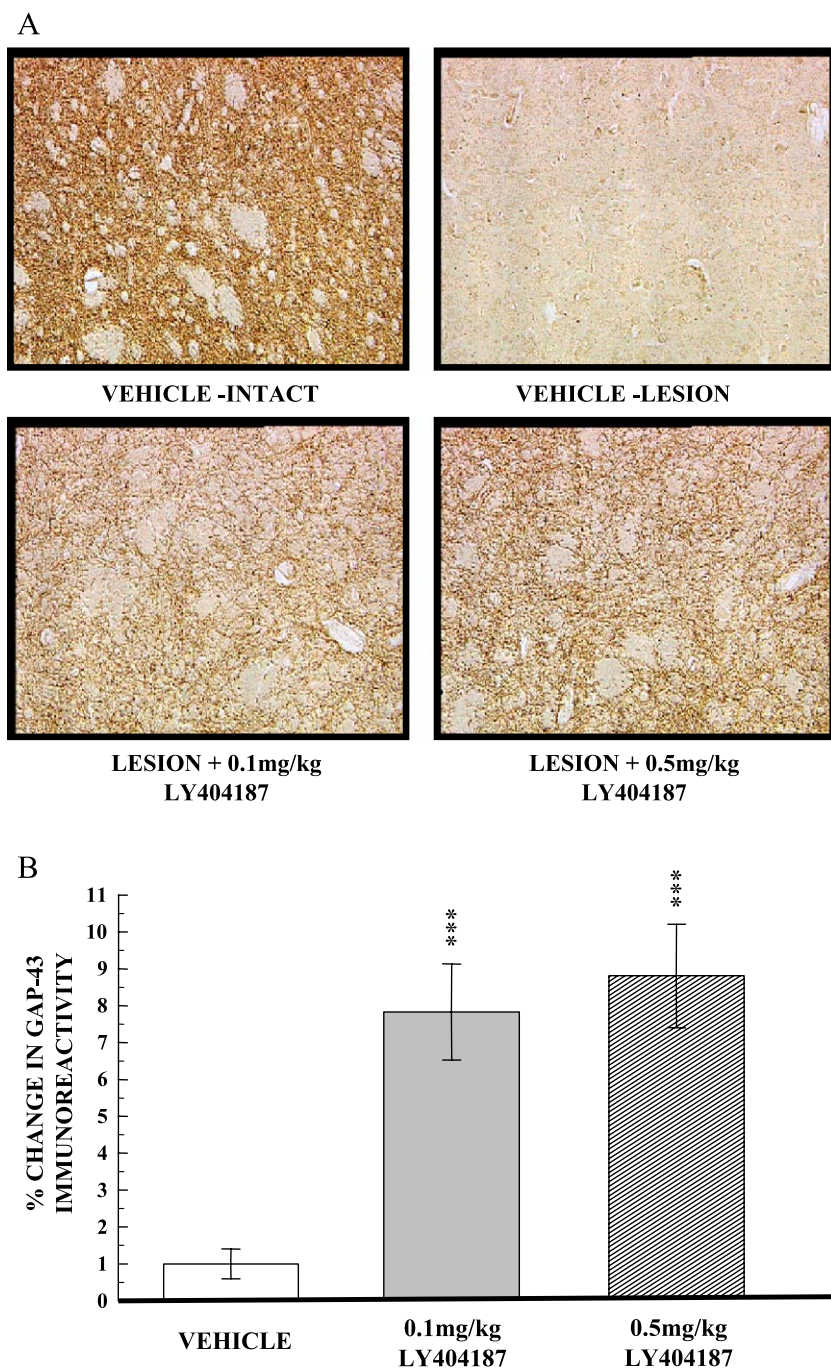 A
VEHICLE -INTACT
VEHICLE -LESION
LESION + 0.1mg/kg
LY404187
LESION + 0.5mg/kg
LY404187
B
% CHANGE IN GAP-43
IMMUNOREACTIVITY
11
10
9
8
7
6
5
4
3
2
1
0
***
***
VEHICLE
0.1mg/kg
LY404187
0.5mg/kg
LY404187